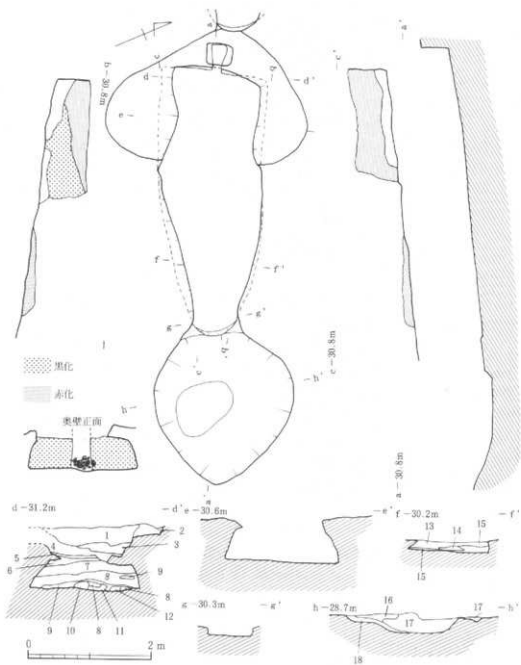 a
a'
c'
c
b
d
d'
b-30.8m
e
f
f'
g
g'
b'
c'
c-30.8m
黒化
赤化
奥壁正面
h
h'
a'
a-30.8m
d-31.2m
-d'
e-30.6m
-e'
f-30.2m
-f'
1
2
3
4
5
6
7
8
9
8
9
10
8
11
12
13
14
15
15
g-30.3m
-g'
h-28.7m
-h'
16
17
17
18
0
2 m